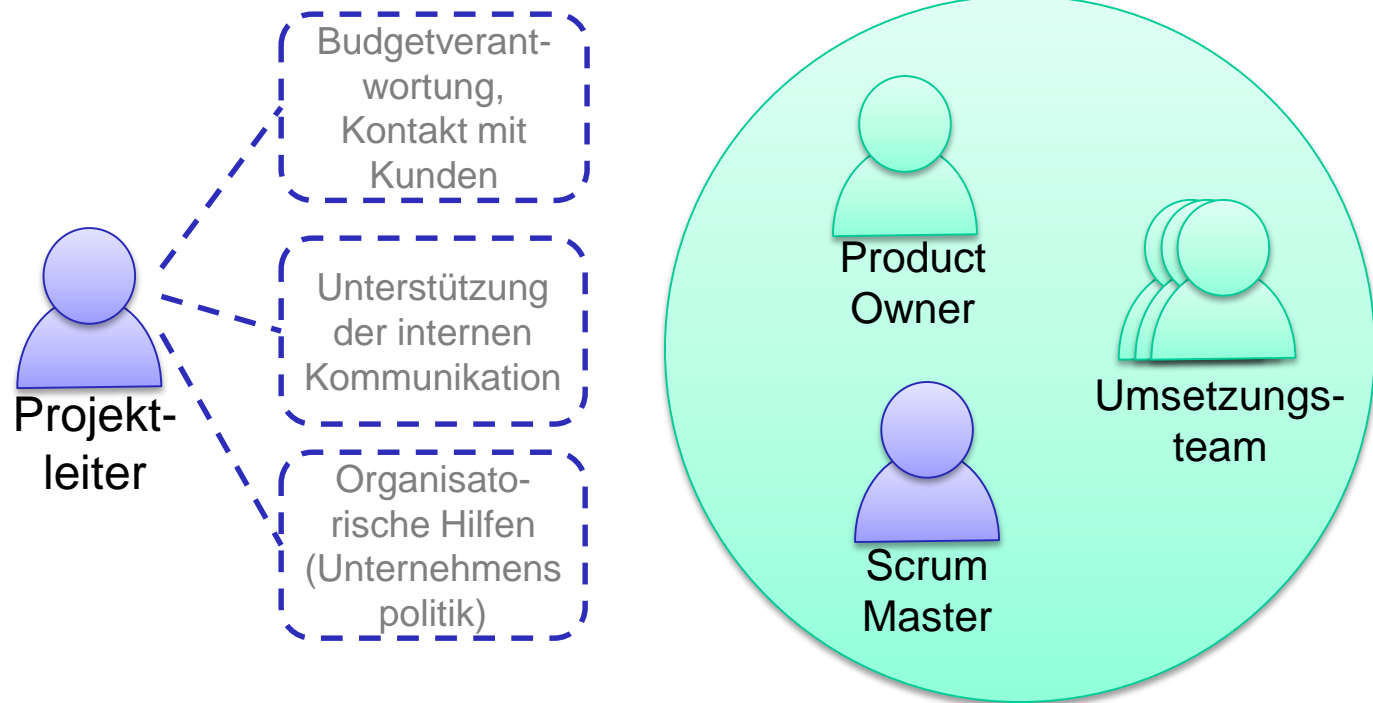 Budgetverant-
wortung,
Kontakt mit
Kunden
Unterstützung
der internen
Kommunikation
Organisato-
rische Hilfen
(Unternehmens
politik)
Projekt-
leiter
Product
Owner
Scrum
Master
Umsetzungs-
team